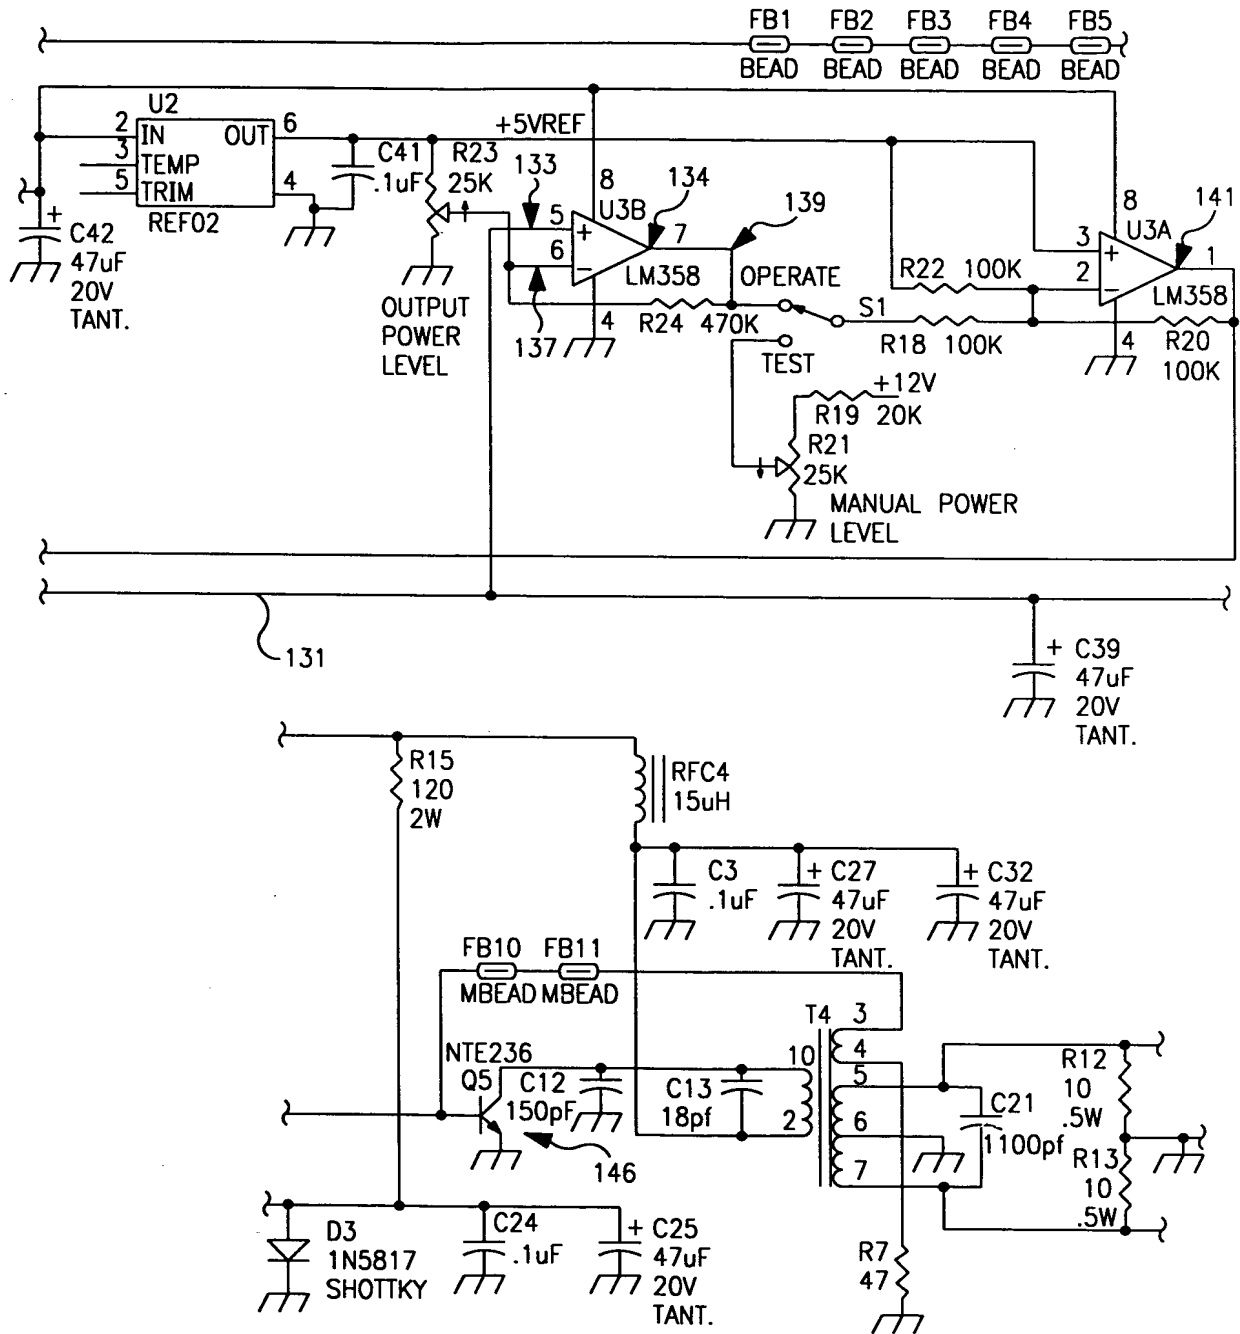 FB1 FB2 FB3 FB4 FB5
BEAD BEAD BEAD BEAD BEAD
U2
2 IN OUT 6
3 TEMP
5 TRIM 4
REF02
+ C42
47uF
20V
TANT.
C41
.1uF
R23
25K
OUTPUT
POWER
LEVEL
+5VREF
133
134
139
141
8
U3B
5 +
6 −
7
LM358
4
137
R24 470K
OPERATE
S1
TEST
R22 100K
R18 100K
8
U3A
3 +
2 −
1
LM358
4
R20
100K
+12V
R19 20K
R21
25K
MANUAL POWER
LEVEL
131
+ C39
47uF
20V
TANT.
R15
120
2W
RFC4
15uH
C3
.1uF
+ C27
47uF
20V
TANT.
+ C32
47uF
20V
TANT.
FB10 FB11
MBEAD MBEAD
NTE236
Q5
C12
150pF
C13
18pf
146
T4
10
2
3
4
5
6
7
C21
1100pf
R12
10
.5W
R13
10
.5W
D3
1N5817
SHOTTKY
C24
.1uF
+ C25
47uF
20V
TANT.
R7
47